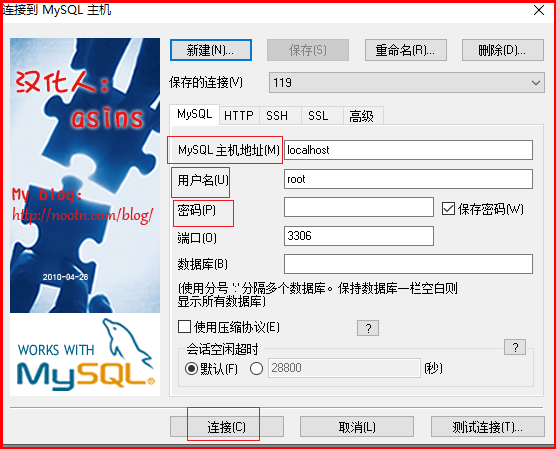 连接到 MySQL 主机
汉化人:
asins
My blog:
http://nootn.com/blog/
2010-04-26
WORKS WITH
MySQL
新建(N)...
保存(S)
重命名(R)...
删除(D)...
保存的连接(V)
119
MySQL
HTTP
SSH
SSL
高级
MySQL 主机地址(M)
localhost
用户名(U)
root
密码(P)
保存密码(W)
端口(O)
3306
数据库(B)
(使用分号 ';' 分隔多个数据库。保持数据库一栏空白则
显示所有数据库)
使用压缩协议(E)
?
会话空闲超时
?
默认(F)
28800
(秒)
连接(C)
取消(L)
测试连接(T)...